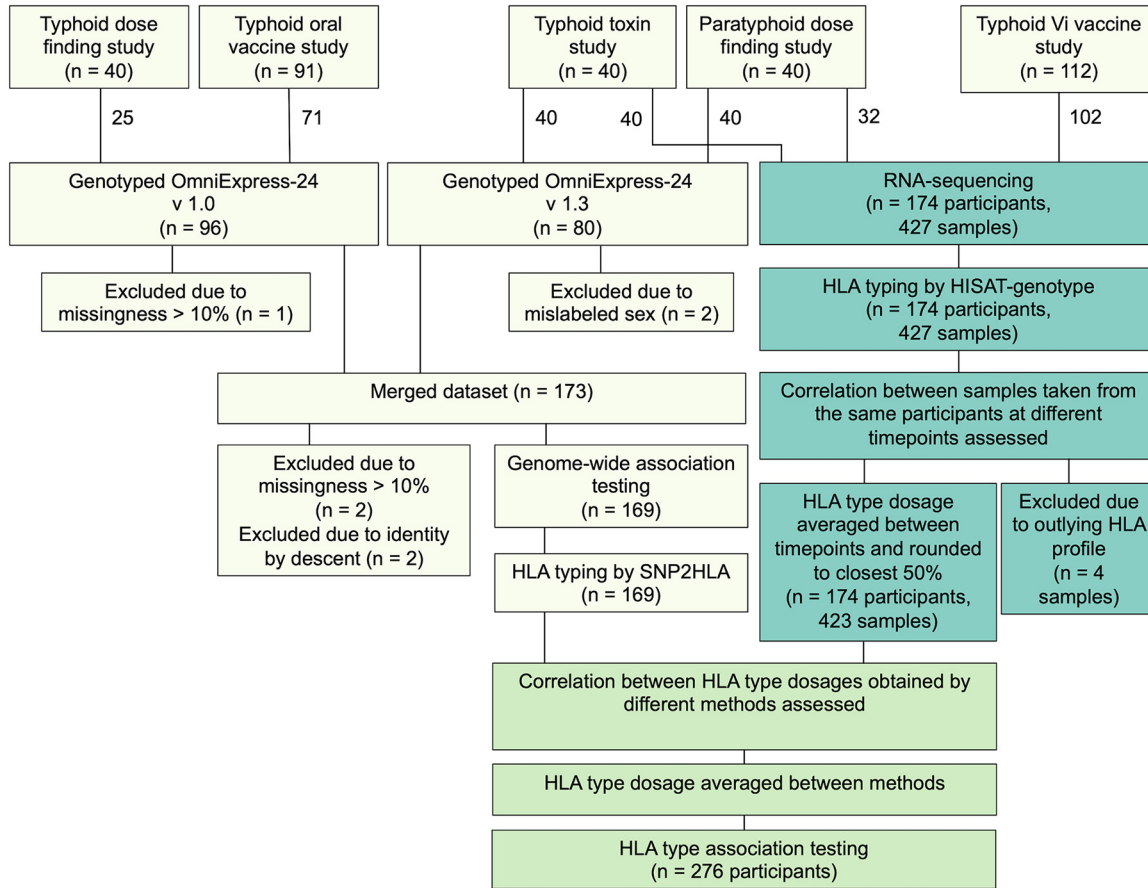 Typhoid dose
finding study
(n = 40)
Typhoid oral
vaccine study
(n = 91)
Typhoid toxin
study
(n = 40)
Paratyphoid dose
finding study
(n = 40)
Typhoid Vi vaccine
study
(n = 112)
25
71
40
40
40
32
102
Genotyped OmniExpress-24
v 1.0
(n = 96)
Genotyped OmniExpress-24
v 1.3
(n = 80)
RNA-sequencing
(n = 174 participants,
427 samples)
Excluded due to
missingness > 10% (n = 1)
Excluded due to
mislabeled sex (n = 2)
HLA typing by HISAT-genotype
(n = 174 participants,
427 samples)
Merged dataset (n = 173)
Correlation between samples taken from
the same participants at different
timepoints assessed
Excluded due to
missingness > 10%
(n = 2)
Excluded due to identity
by descent (n = 2)
Genome-wide association
testing
(n = 169)
HLA typing by SNP2HLA
(n = 169)
HLA type dosage
averaged between
timepoints and rounded
to closest 50%
(n = 174 participants,
423 samples)
Excluded due
to outlying HLA
profile
(n = 4
samples)
Correlation between HLA type dosages obtained by
different methods assessed
HLA type dosage averaged between methods
HLA type association testing
(n = 276 participants)